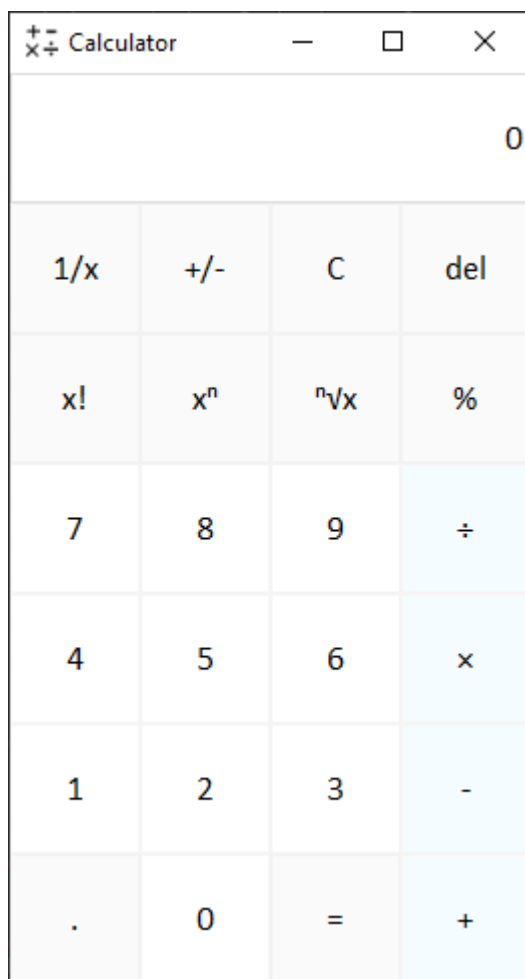 Calculator
0
1/x +/- C del
x! xⁿ ⁿ√x %
7 8 9 ÷
4 5 6 ×
1 2 3 -
. 0 = +